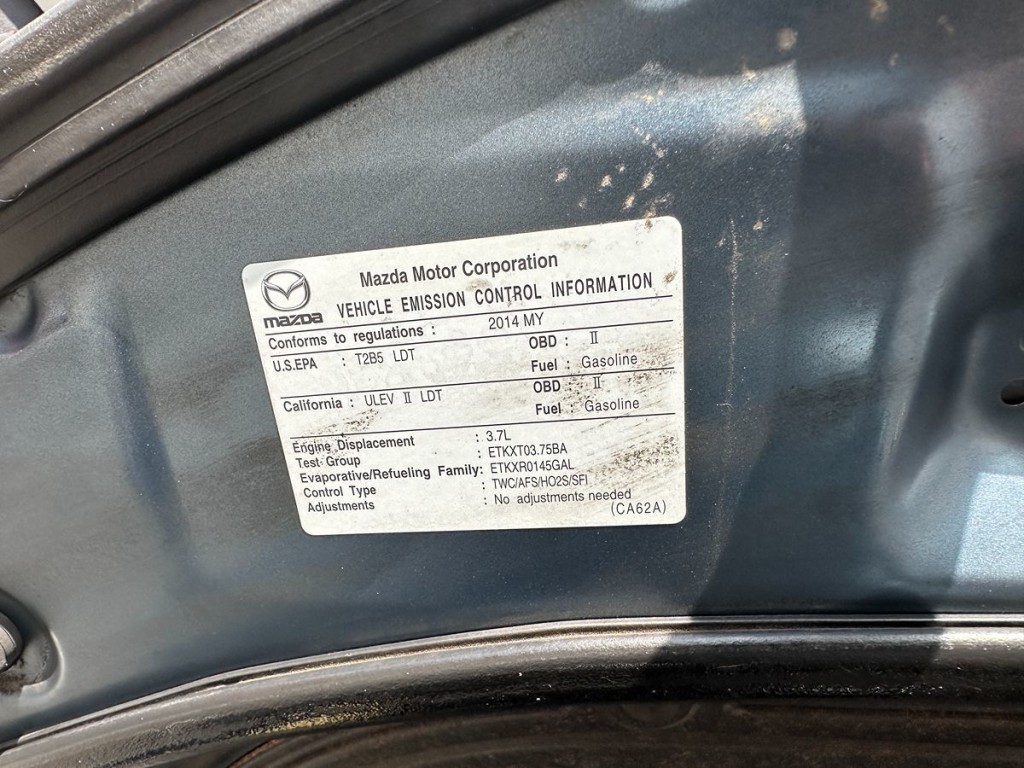 Mazda Motor Corporation
mazda
VEHICLE EMISSION CONTROL INFORMATION
Conforms to regulations : 2014 MY
U.S.EPA : T2B5 LDT OBD : II
Fuel : Gasoline
California : ULEV II LDT OBD : II
Fuel : Gasoline
Engine Displacement : 3.7L
Test Group : ETKXT03.75BA
Evaporative/Refueling Family: ETKXR0145GAL
Control Type : TWC/AFS/HO2S/SFI
Adjustments : No adjustments needed
(CA62A)